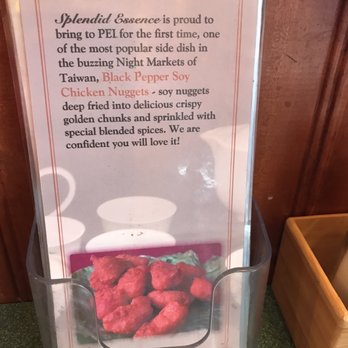 Splendid Essence is proud to
bring to PEI for the first time, one
of the most popular side dish in
the buzzing Night Markets of
Taiwan, Black Pepper Soy
Chicken Nuggets - soy nuggets
deep fried into delicious crispy
golden chunks and sprinkled with
special blended spices. We are
confident you will love it!